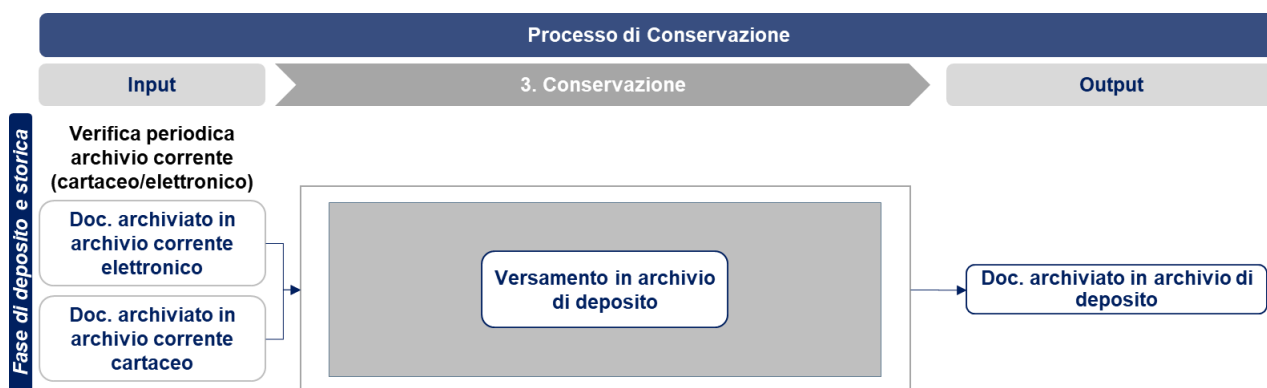 Processo di Conservazione
Input
3. Conservazione
Output
Fase di deposito e storica
Verifica periodica
archivio corrente
(cartaceo/elettronico)
Doc. archiviato in
archivio corrente
elettronico
Doc. archiviato in
archivio corrente
cartaceo
Versamento in archivio
di deposito
Doc. archiviato in archivio di
deposito